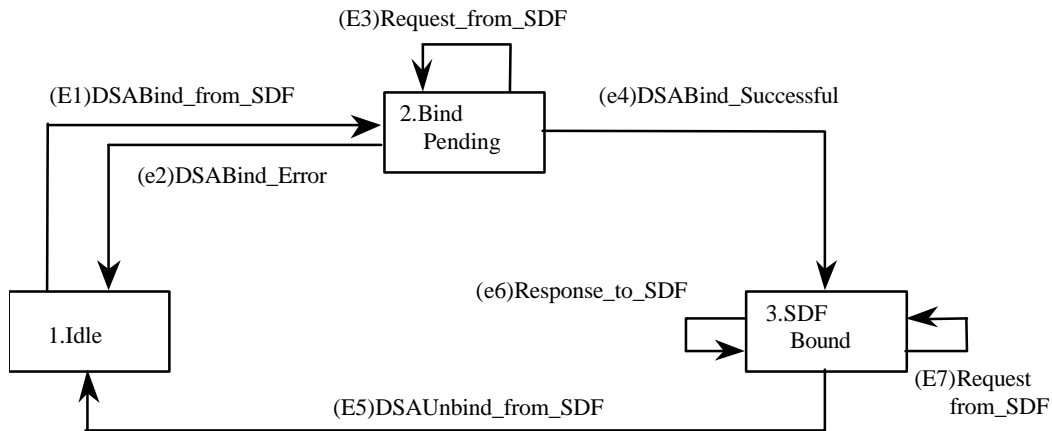 (E3)Request_from_SDF
(E1)DSABind_from_SDF
2.Bind
Pending
(e4)DSABind_Successful
(e2)DSABind_Error
(e6)Response_to_SDF
3.SDF
Bound
1.Idle
(E7)Request
from_SDF
(E5)DSAUnbind_from_SDF